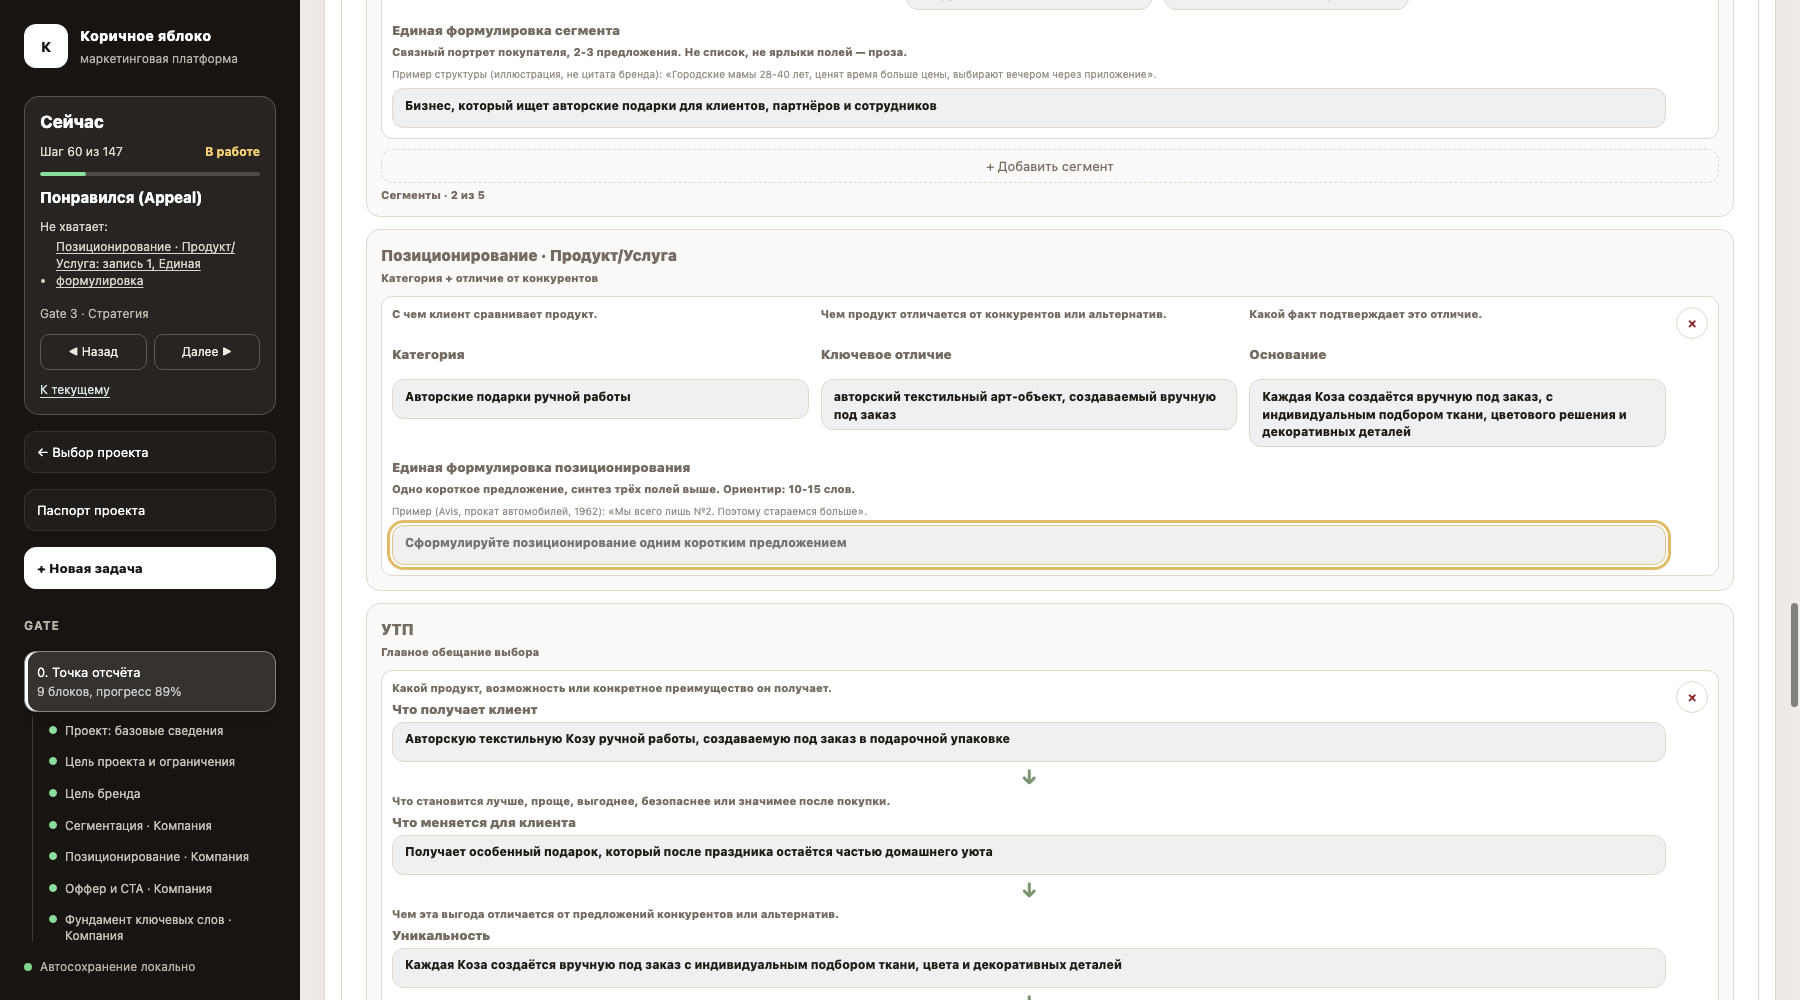 К
Коричное яблоко
маркетинговая платформа
Сейчас
Шаг 60 из 147
В работе
Понравился (Appeal)
Не хватает:
Позиционирование · Продукт/
Услуга: запись 1, Единая
формулировка
Gate 3 · Стратегия
◀ Назад
Далее ▶
К текущему
← Выбор проекта
Паспорт проекта
+ Новая задача
GATE
0. Точка отсчёта
9 блоков, прогресс 89%
Проект: базовые сведения
Цель проекта и ограничения
Цель бренда
Сегментация · Компания
Позиционирование · Компания
Оффер и CTA · Компания
Фундамент ключевых слов ·
Компания
Автосохранение локально
Единая формулировка сегмента
Связный портрет покупателя, 2-3 предложения. Не список, не ярлыки полей — проза.
Пример структуры (иллюстрация, не цитата бренда): «Городские мамы 28-40 лет, ценят время больше цены, выбирают вечером через приложение».
Бизнес, который ищет авторские подарки для клиентов, партнёров и сотрудников
+ Добавить сегмент
Сегменты · 2 из 5
Позиционирование · Продукт/Услуга
Категория + отличие от конкурентов
С чем клиент сравнивает продукт.
Чем продукт отличается от конкурентов или альтернатив.
Какой факт подтверждает это отличие.
×
Категория
Ключевое отличие
Основание
Авторские подарки ручной работы
авторский текстильный арт-объект, создаваемый вручную
под заказ
Каждая Коза создаётся вручную под заказ, с
индивидуальным подбором ткани, цветового решения и
декоративных деталей
Единая формулировка позиционирования
Одно короткое предложение, синтез трёх полей выше. Ориентир: 10-15 слов.
Пример (Avis, прокат автомобилей, 1962): «Мы всего лишь №2. Поэтому стараемся больше».
Сформулируйте позиционирование одним коротким предложением
УТП
Главное обещание выбора
Какой продукт, возможность или конкретное преимущество он получает.
×
Что получает клиент
Авторскую текстильную Козу ручной работы, создаваемую под заказ в подарочной упаковке
↓
Что становится лучше, проще, выгоднее, безопаснее или значимее после покупки.
Что меняется для клиента
Получает особенный подарок, который после праздника остаётся частью домашнего уюта
↓
Чем эта выгода отличается от предложений конкурентов или альтернатив.
Уникальность
Каждая Коза создаётся вручную под заказ с индивидуальным подбором ткани, цвета и декоративных деталей